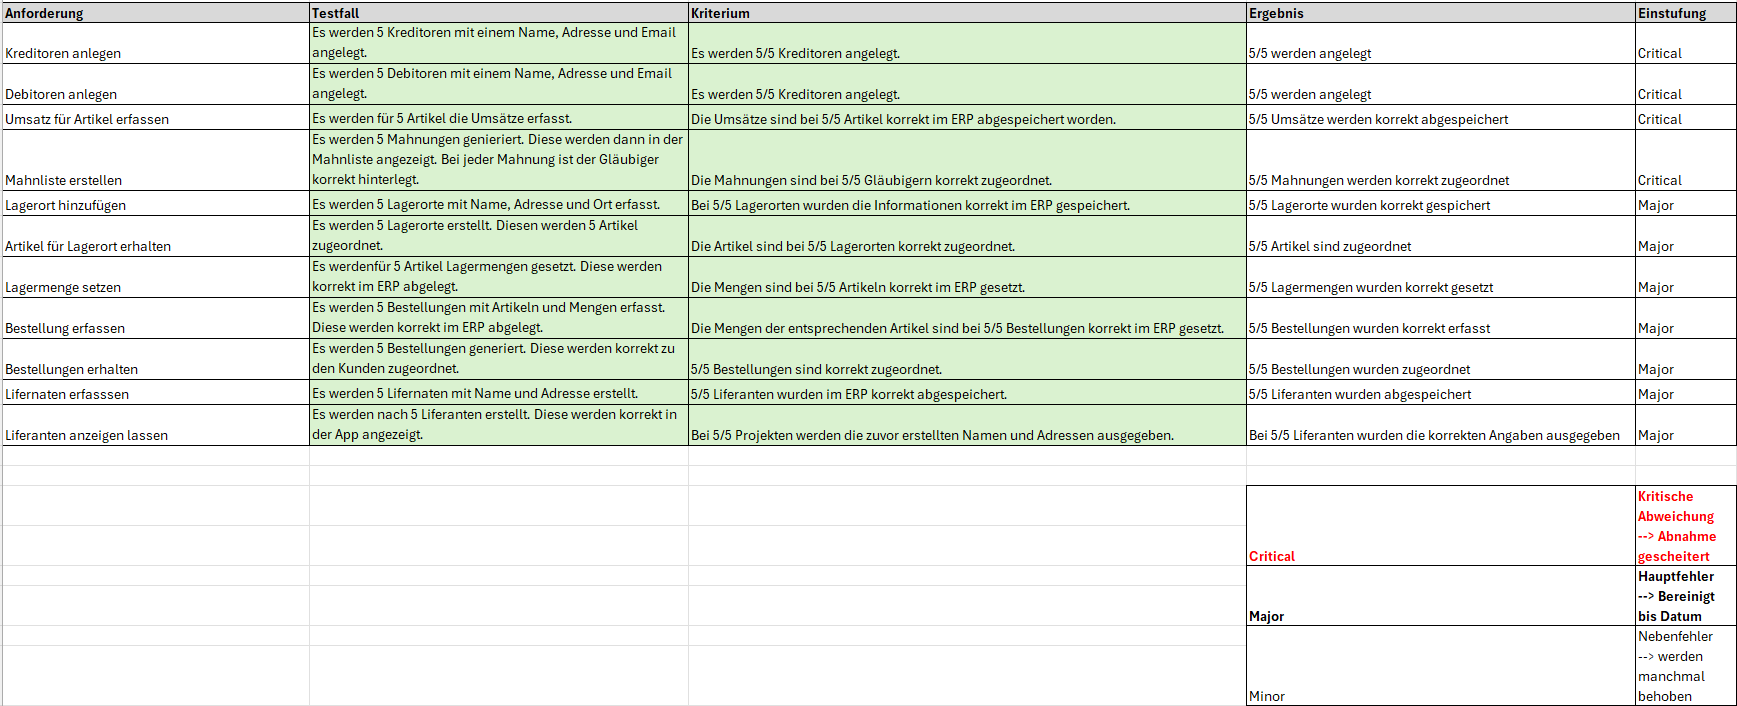 Anforderung Testfall Kriterium Ergebnis Einstufung
Es werden 5 Kreditoren mit einem Name, Adresse und Email
Kreditoren anlegen angelegt. Es werden 5/5 Kreditoren angelegt. 5/5 werden angelegt Critical
Es werden 5 Debitoren mit einem Name, Adresse und Email
Debitoren anlegen angelegt. Es werden 5/5 Kreditoren angelegt. 5/5 werden angelegt Critical
Umsatz für Artikel erfassen Es werden für 5 Artikel die Umsätze erfasst. Die Umsätze sind bei 5/5 Artikel korrekt im ERP abgespeichert worden. 5/5 Umsätze werden korrekt abgespeichert Critical
Es werden 5 Mahnungen genieriert. Diese werden dann in der
Mahnliste angezeigt. Bei jeder Mahnung ist der Gläubiger
Mahnliste erstellen korrekt hinterlegt. Die Mahnungen sind bei 5/5 Gläubigern korrekt zugeordnet. 5/5 Mahnungen werden korrekt zugeordnet Critical
Lagerort hinzufügen Es werden 5 Lagerorte mit Name, Adresse und Ort erfasst. Bei 5/5 Lagerorten wurden die Informationen korrekt im ERP gespeichert. 5/5 Lagerorte wurden korrekt gespichert Major
Es werden 5 Lagerorte erstellt. Diesen werden 5 Artikel
Artikel für Lagerort erhalten zugeordnet. Die Artikel sind bei 5/5 Lagerorten korrekt zugeordnet. 5/5 Artikel sind zugeordnet Major
Es werdenfür 5 Artikel Lagermengen gesetzt. Diese werden
Lagermenge setzen korrekt im ERP abgelegt. Die Mengen sind bei 5/5 Artikeln korrekt im ERP gesetzt. 5/5 Lagermengen wurden korrekt gesetzt Major
Es werden 5 Bestellungen mit Artikeln und Mengen erfasst.
Bestellung erfassen Diese werden korrekt im ERP abgelegt. Die Mengen der entsprechenden Artikel sind bei 5/5 Bestellungen korrekt im ERP gesetzt. 5/5 Bestellungen wurden korrekt erfasst Major
Es werden 5 Bestellungen generiert. Diese werden korrekt zu
Bestellungen erhalten den Kunden zugeordnet. 5/5 Bestellungen sind korrekt zugeordnet. 5/5 Bestellungen wurden zugeordnet Major
Lifernaten erfasssen Es werden 5 Lifernaten mit Name und Adresse erstellt. 5/5 Liferanten wurden im ERP korrekt abgespeichert. 5/5 Liferanten wurden abgespeichert Major
Es werden nach 5 Liferanten erstellt. Diese werden korrekt in
Liferanten anzeigen lassen der App angezeigt. Bei 5/5 Projekten werden die zuvor erstellten Namen und Adressen ausgegeben. Bei 5/5 Liferanten wurden die korrekten Angaben ausgegeben Major
Kritische
Abweichung
--> Abnahme
Critical gescheitert
Hauptfehler
--> Bereinigt
Major bis Datum
Nebenfehler
--> werden
manchmal
Minor behoben